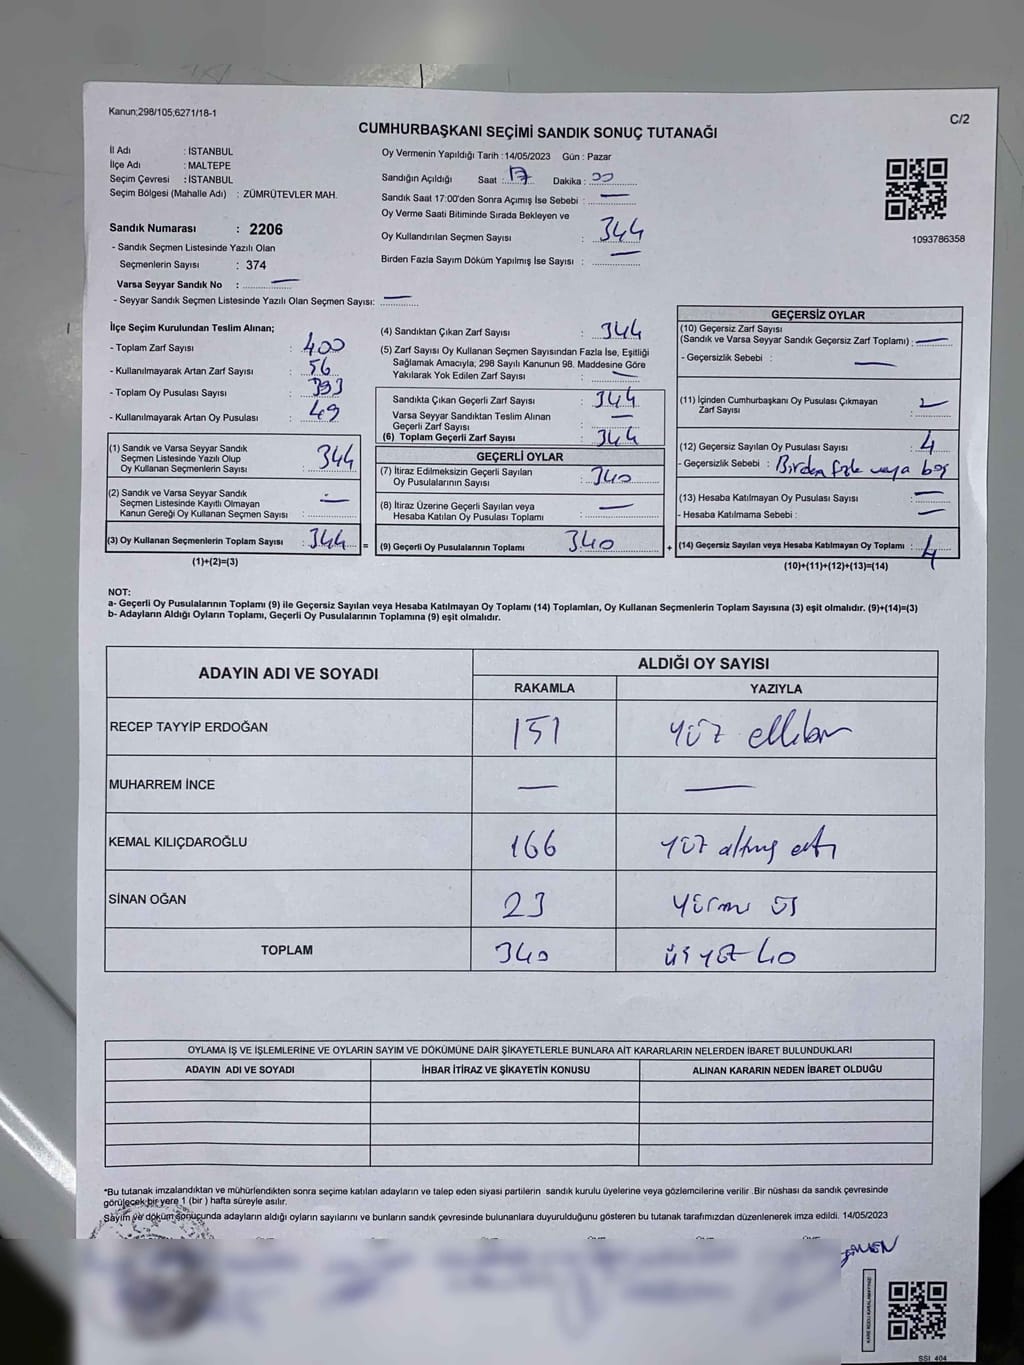 Kanun;298/105,6271/18-1
C/2
CUMHURBAŞKANI SEÇİMİ SANDIK SONUÇ TUTANAĞI
İl Adı : İSTANBUL
İlçe Adı : MALTEPE
Seçim Çevresi : İSTANBUL
Seçim Bölgesi (Mahalle Adı) : ZÜMRÜTEVLER MAH.
Sandık Numarası : 2206
- Sandık Seçmen Listesinde Yazılı Olan
Seçmenlerin Sayısı : 374
Varsa Seyyar Sandık No : —
- Seyyar Sandık Seçmen Listesinde Yazılı Olan Seçmen Sayısı: —
Oy Vermenin Yapıldığı Tarih :14/05/2023 Gün : Pazar
Sandığın Açıldığı Saat : 17 Dakika : 00
Sandık Saat 17:00'den Sonra Açımış İse Sebebi : —
Oy Verme Saati Bitiminde Sırada Bekleyen ve
Oy Kullandırılan Seçmen Sayısı : 344
Birden Fazla Sayım Döküm Yapılmış İse Sayısı : —
1093786358
İlçe Seçim Kurulundan Teslim Alınan;
- Toplam Zarf Sayısı : 400
- Kullanılmayarak Artan Zarf Sayısı : 56
- Toplam Oy Pusulası Sayısı : 393
- Kullanılmayarak Artan Oy Pusulası : 49
(1) Sandık ve Varsa Seyyar Sandık
Seçmen Listesinde Yazılı Olup
Oy Kullanan Seçmenlerin Sayısı : 344
(2) Sandık ve Varsa Seyyar Sandık
Seçmen Listesinde Kayıtlı Olmayan
Kanun Gereği Oy Kullanan Seçmen Sayısı : —
(3) Oy Kullanan Seçmenlerin Toplam Sayısı : 344 =
(1)+(2)=(3)
(4) Sandıktan Çıkan Zarf Sayısı : 344
(5) Zarf Sayısı Oy Kullanan Seçmen Sayısından Fazla İse, Eşitliği
Sağlamak Amacıyla; 298 Sayılı Kanunun 98. Maddesine Göre
Yakılarak Yok Edilen Zarf Sayısı : —
Sandıkta Çıkan Geçerli Zarf Sayısı : 344
Varsa Seyyar Sandıktan Teslim Alınan
Geçerli Zarf Sayısı : —
(6) Toplam Geçerli Zarf Sayısı : 344
GEÇERLİ OYLAR
(7) İtiraz Edilmeksizin Geçerli Sayılan
Oy Pusulalarının Sayısı : 340
(8) İtiraz Üzerine Geçerli Sayılan veya
Hesaba Katılan Oy Pusulası Toplamı : —
(9) Geçerli Oy Pusulalarının Toplamı : 340 +
GEÇERSİZ OYLAR
(10) Geçersiz Zarf Sayısı
(Sandık ve Varsa Seyyar Sandık Geçersiz Zarf Toplamı) : —
- Geçersizlik Sebebi : —
(11) İçinden Cumhurbaşkanı Oy Pusulası Çıkmayan
Zarf Sayısı : —
(12) Geçersiz Sayılan Oy Pusulası Sayısı : 4
- Geçersizlik Sebebi : Birden fazla veya boş
(13) Hesaba Katılmayan Oy Pusulası Sayısı : —
- Hesaba Katılmama Sebebi : —
(14) Geçersiz Sayılan veya Hesaba Katılmayan Oy Toplamı : 4
(10)+(11)+(12)+(13)=(14)
NOT:
a- Geçerli Oy Pusulalarının Toplamı (9) ile Geçersiz Sayılan veya Hesaba Katılmayan Oy Toplamı (14) Toplamları, Oy Kullanan Seçmenlerin Toplam Sayısına (3) eşit olmalıdır. (9)+(14)=(3)
b- Adayların Aldığı Oyların Toplamı, Geçerli Oy Pusulalarının Toplamına (9) eşit olmalıdır.
ADAYIN ADI VE SOYADI ALDIĞI OY SAYISI
RAKAMLA YAZIYLA
RECEP TAYYİP ERDOĞAN 151 Yüz ellibir
MUHARREM İNCE — —
KEMAL KILIÇDAROĞLU 166 Yüz altmış altı
SİNAN OĞAN 23 Yirmi üç
TOPLAM 340 üç yüz 40
OYLAMA İŞ VE İŞLEMLERİNE VE OYLARIN SAYIM VE DÖKÜMÜNE DAİR ŞİKAYETLERLE BUNLARA AİT KARARLARIN NELERDEN İBARET BULUNDUKLARI
ADAYIN ADI VE SOYADI İHBAR İTİRAZ VE ŞİKAYETİN KONUSU ALINAN KARARIN NEDEN İBARET OLDUĞU
*Bu tutanak imzalandıktan ve mühürlendikten sonra seçime katılan adayların ve talep eden siyasi partilerin sandık kurulu üyelerine veya gözlemcilerine verilir .Bir nüshası da sandık çevresinde
görülecek bir yere 1 (bir ) hafta süreyle asılır.
Sayım ve döküm sonucunda adayların aldığı oyların sayılarını ve bunların sandık çevresinde bulunanlara duyurulduğunu gösteren bu tutanak tarafımızdan düzenlenerek imza edildi. 14/05/2023
SSI_404